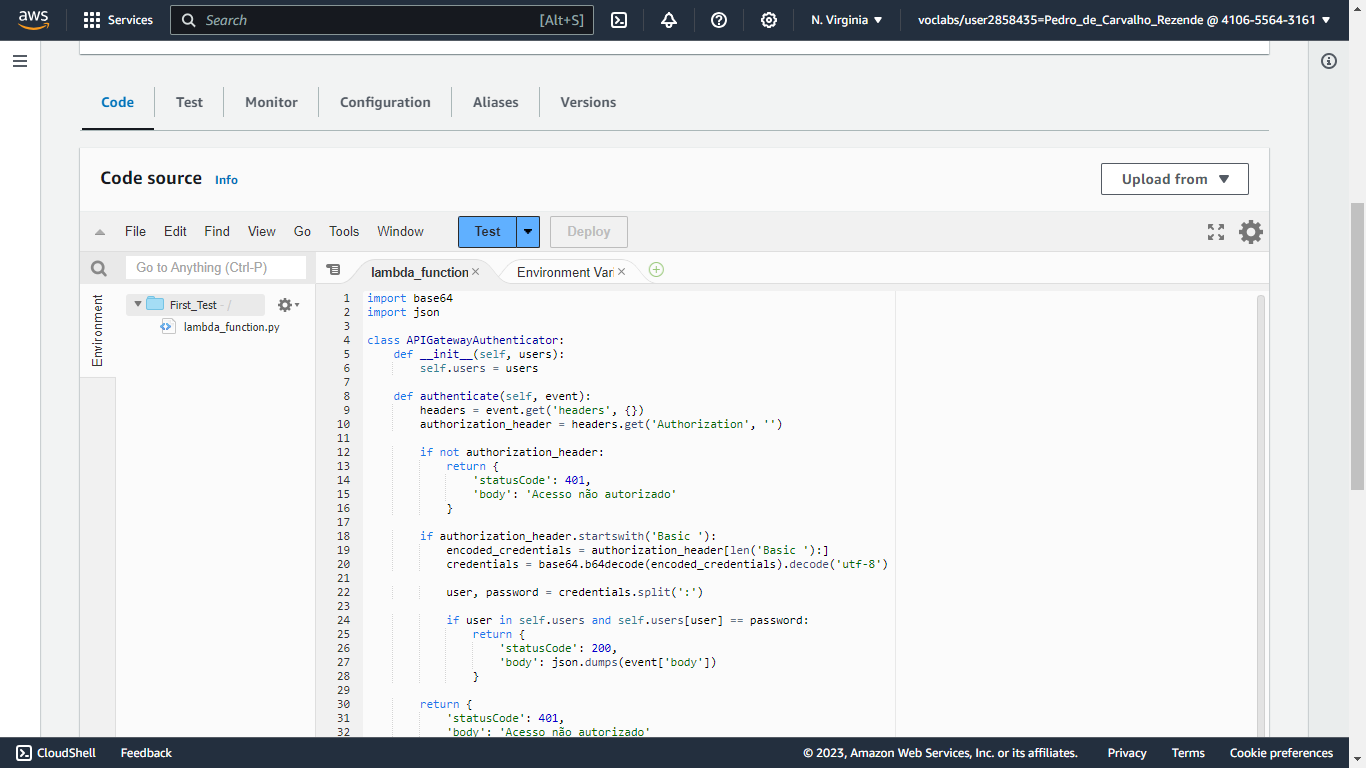 aws
Services
Search
[Alt+S]
N. Virginia
voclabs/user2858435=Pedro_de_Carvalho_Rezende @ 4106-5564-3161
Code
Test
Monitor
Configuration
Aliases
Versions
Code source
Info
Upload from
File
Edit
Find
View
Go
Tools
Window
Test
Deploy
Go to Anything (Ctrl-P)
lambda_function
Environment Vari
Environment
First_Test - /
lambda_function.py
1 import base64
2 import json
3
4 class APIGatewayAuthenticator:
5     def __init__(self, users):
6         self.users = users
7
8     def authenticate(self, event):
9         headers = event.get('headers', {})
10         authorization_header = headers.get('Authorization', '')
11
12         if not authorization_header:
13             return {
14                 'statusCode': 401,
15                 'body': 'Acesso não autorizado'
16             }
17
18         if authorization_header.startswith('Basic '):
19             encoded_credentials = authorization_header[len('Basic '):]
20             credentials = base64.b64decode(encoded_credentials).decode('utf-8')
21
22             user, password = credentials.split(':')
23
24             if user in self.users and self.users[user] == password:
25                 return {
26                     'statusCode': 200,
27                     'body': json.dumps(event['body'])
28                 }
29
30         return {
31             'statusCode': 401,
32             'body': 'Acesso não autorizado'
CloudShell
Feedback
© 2023, Amazon Web Services, Inc. or its affiliates.
Privacy
Terms
Cookie preferences